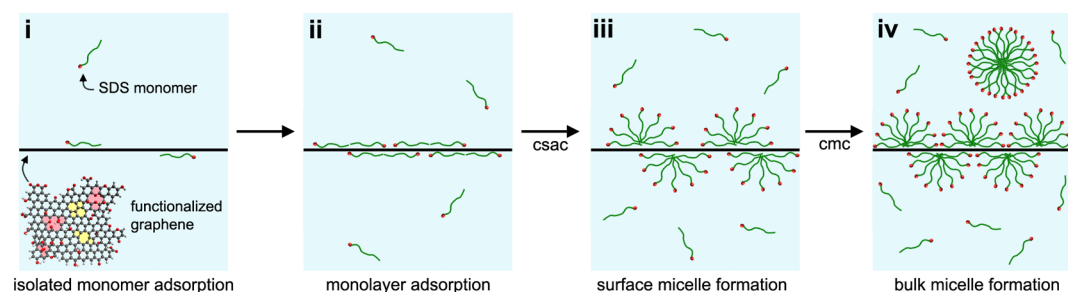 i
SDS monomer
functionalized
graphene
isolated monomer adsorption
ii
monolayer adsorption
csac
iii
surface micelle formation
cmc
iv
bulk micelle formation